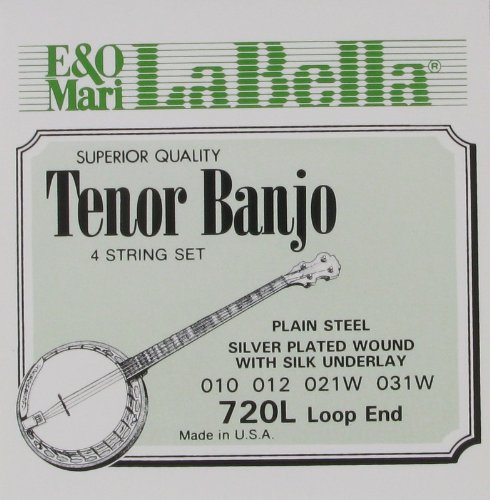 E&O
Mari
LaBella®
SUPERIOR QUALITY
Tenor Banjo
4 STRING SET
PLAIN STEEL
SILVER PLATED WOUND
WITH SILK UNDERLAY
010 012 021W 031W
720L Loop End
Made in U.S.A.